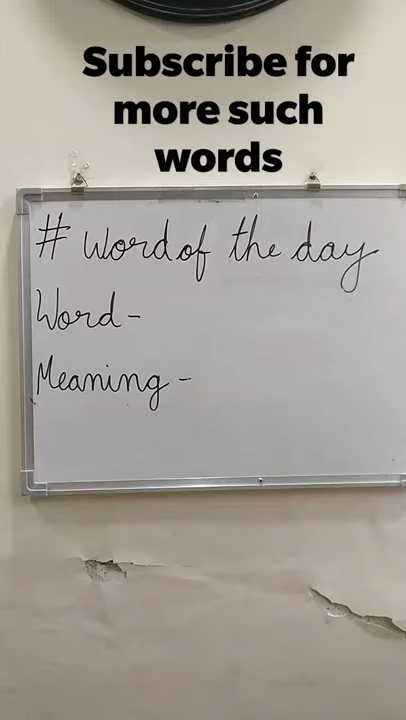 Subscribe for
more such
words
# word of the day
Word -
Meaning -